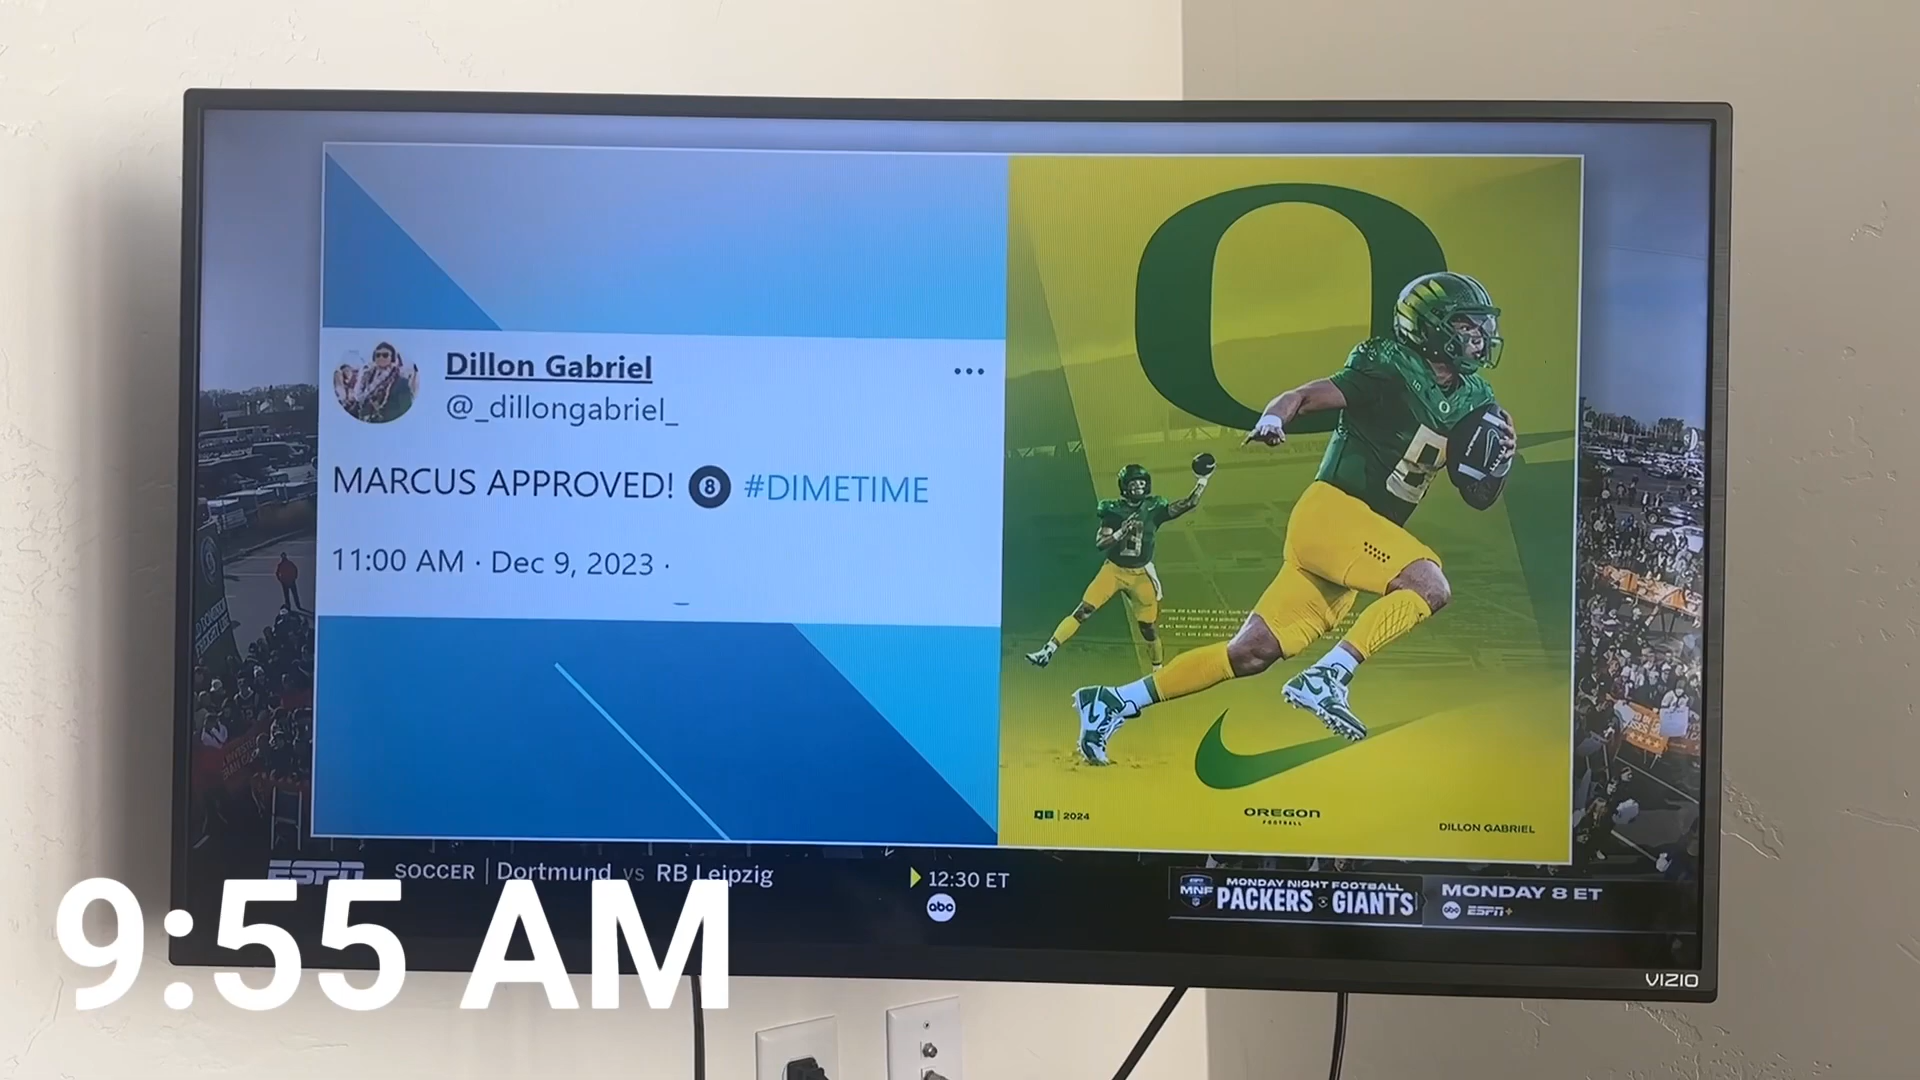 Dillon Gabriel
@_dillongabriel_
MARCUS APPROVED! 8 #DIMETIME
11:00 AM · Dec 9, 2023 ·
O
8
8
2024
OREGON
FOOTBALL
DILLON GABRIEL
ESPN
SOCCER | Dortmund vs RB Leipzig
12:30 ET
abc
MNF
MONDAY NIGHT FOOTBALL
PACKERS GIANTS
MONDAY 8 ET
abc ESPN+
9:55 AM
VIZIO